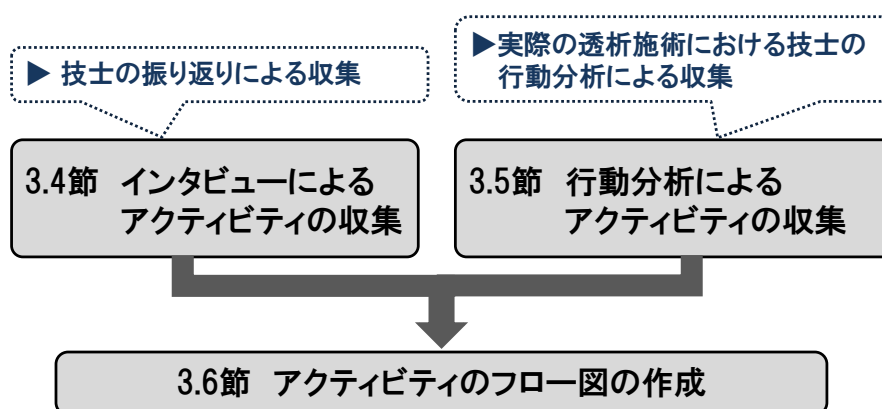 ▶ 技士の振り返りによる収集
▶実際の透析施術における技士の
行動分析による収集
3.4節 インタビューによる
アクティビティの収集
3.5節 行動分析による
アクティビティの収集
3.6節 アクティビティのフロー図の作成